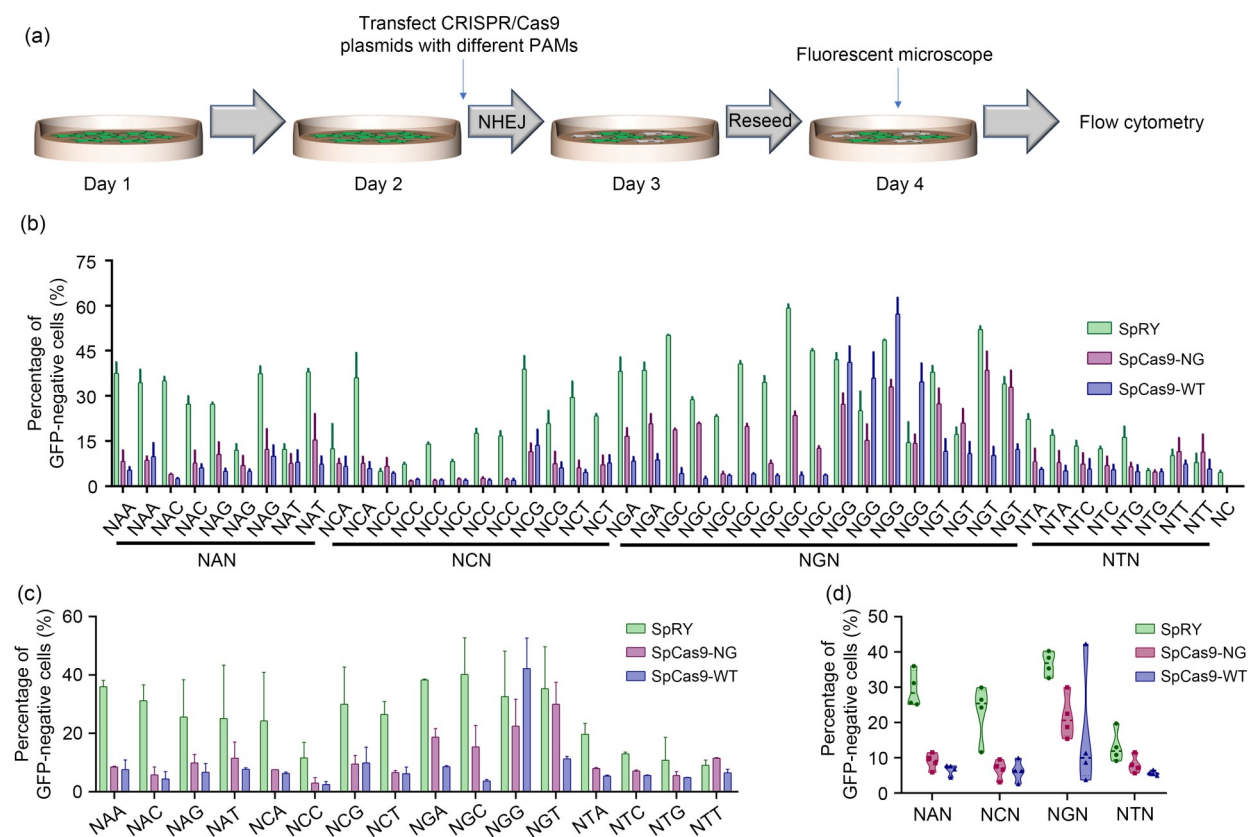 (a)
Transfect CRISPR/Cas9
plasmids with different PAMs
Fluorescent microscope
NHEJ
Reseed
Flow cytometry
Day 1
Day 2
Day 3
Day 4
(b)
Percentage of
GFP-negative cells (%)
75
60
45
30
15
0
SpRY
SpCas9-NG
SpCas9-WT
NAA NAA NAC NAC NAG NAG NAG NAT NAT NCA NCA NCC NCC NCC NCC NCC NCC NCG NCG NCT NCT NGA NGA NGC NGC NGC NGC NGC NGC NGC NGG NGG NGG NGG NGT NGT NGT NGT NTA NTA NTC NTC NTG NTG NTT NTT NC
NAN NCN NGN NTN
(c)
Percentage of
GFP-negative cells (%)
60
40
20
0
SpRY
SpCas9-NG
SpCas9-WT
NAA NAC NAG NAT NCA NCC NCG NCT NGA NGC NGG NGT NTA NTC NTG NTT
(d)
Percentage of
GFP-negative cells (%)
50
40
30
20
10
0
SpRY
SpCas9-NG
SpCas9-WT
NAN NCN NGN NTN